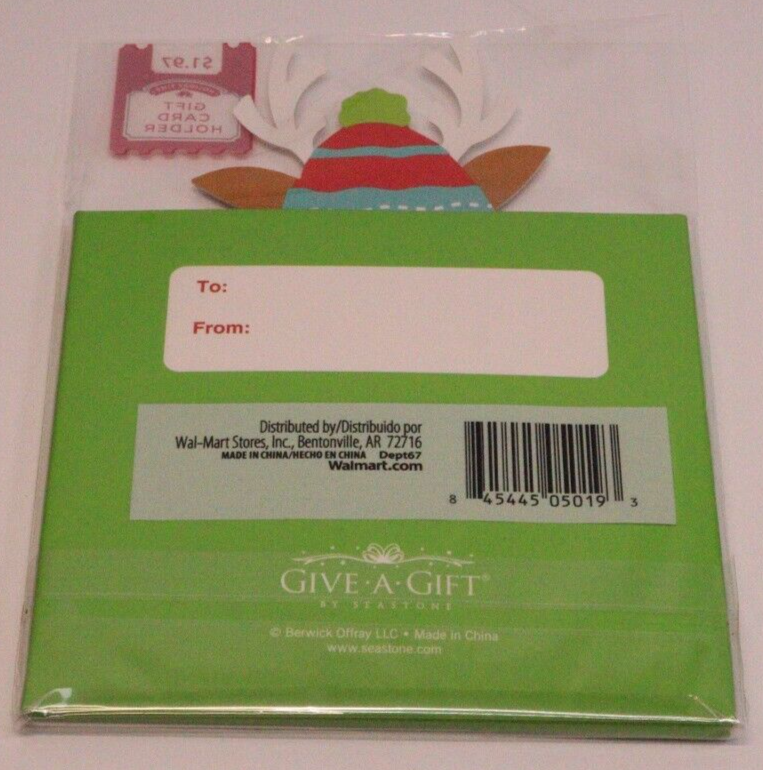 $1.97
GIFT
CARD
HOLDER
To:
From:
Distributed by/Distribuido por
Wal-Mart Stores, Inc., Bentonville, AR 72716
MADE IN CHINA/HECHO EN CHINA Dept67
Walmart.com
8 45445 05019 3
GIVE·A·GIFT®
BY SEASTONE
© Berwick Offray LLC • Made in China
www.seastone.com